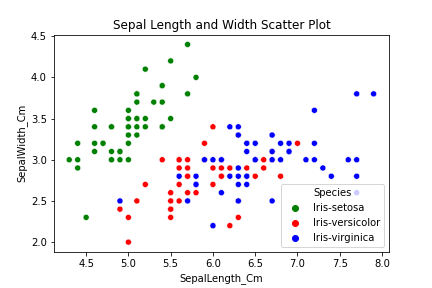 Sepal Length and Width Scatter Plot
4.5
4.0
3.5
3.0
2.5
2.0
SepalWidth_Cm
Species
Iris-setosa
Iris-versicolor
Iris-virginica
4.5 5.0 5.5 6.0 6.5 7.0 7.5 8.0
SepalLength_Cm